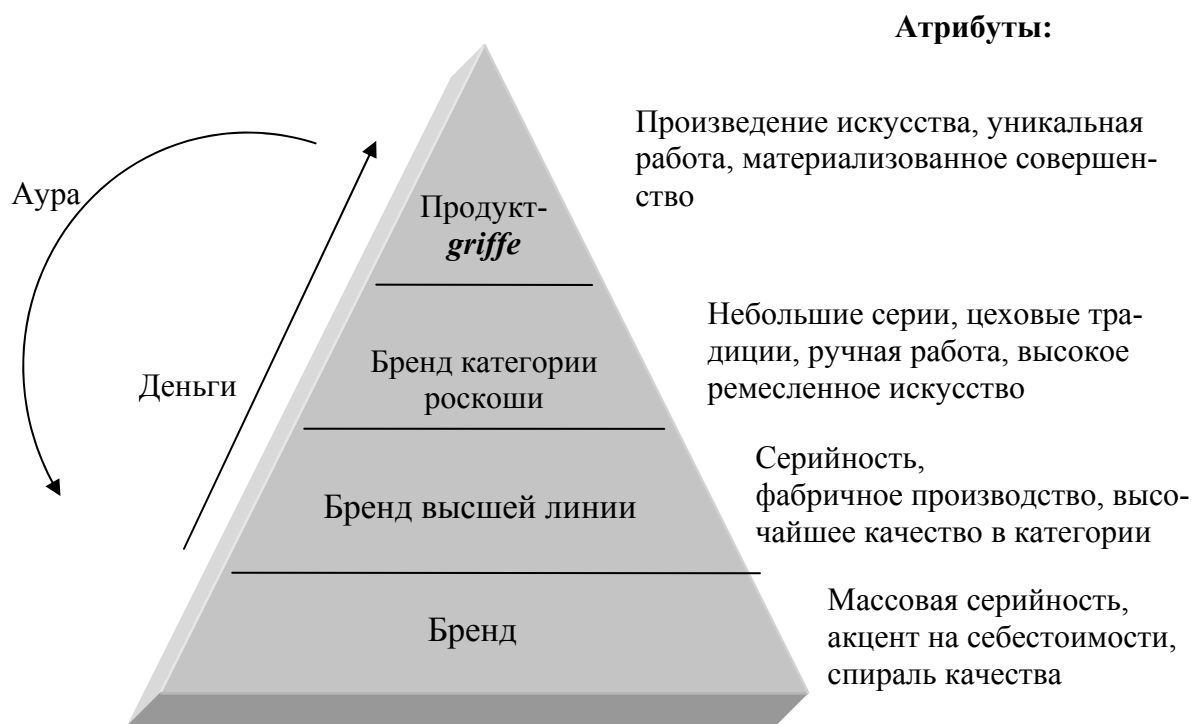 Атрибуты:
Произведение искусства, уникальная
работа, материализованное совершен-
ство
Аура
Продукт-
griffe
Небольшие серии, цеховые тра-
диции, ручная работа, высокое
ремесленное искусство
Бренд категории
роскоши
Деньги
Серийность,
фабричное производство, высо-
чайшее качество в категории
Бренд высшей линии
Массовая серийность,
акцент на себестоимости,
спираль качества
Бренд